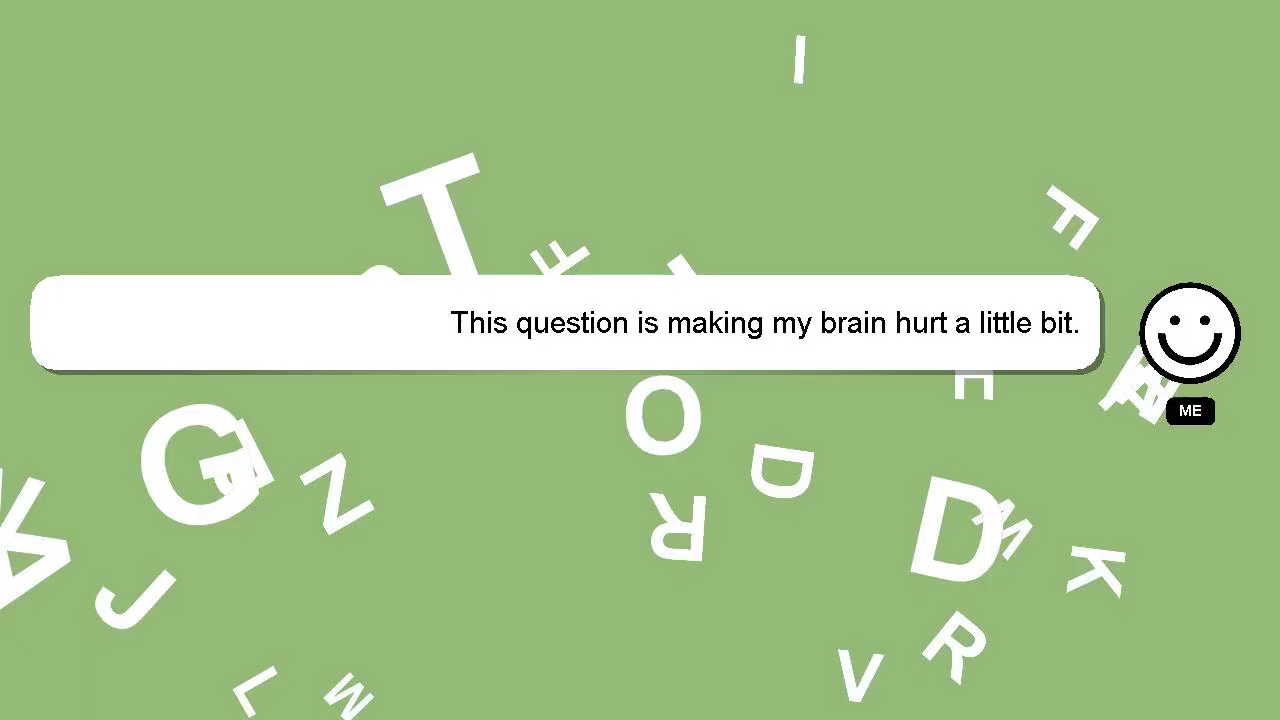 I
T
F
F
This question is making my brain hurt a little bit.
ME
O
G
N
D
R
D
M
K
J
R
V
L
M